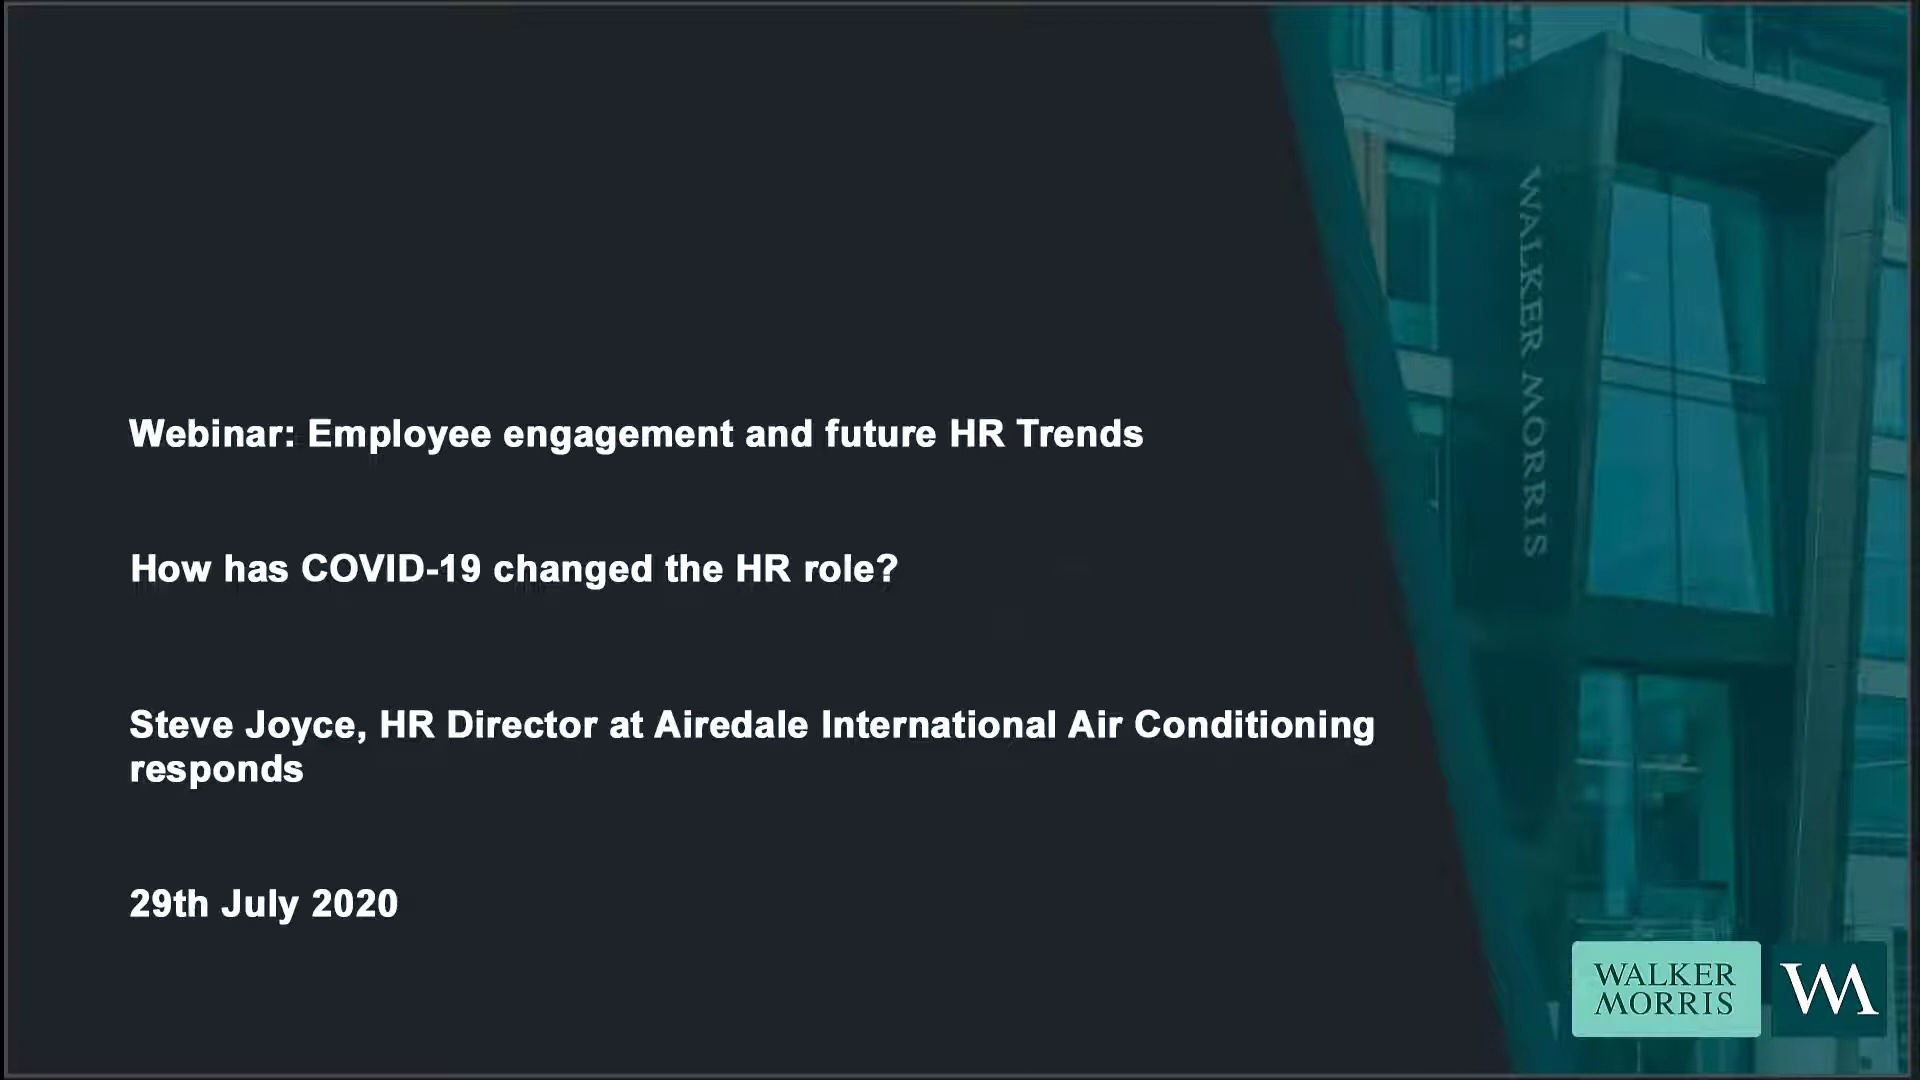 Webinar: Employee engagement and future HR Trends
How has COVID-19 changed the HR role?
Steve Joyce, HR Director at Airedale International Air Conditioning
responds
29th July 2020
WALKER MORRIS
WALKER
MORRIS
WM